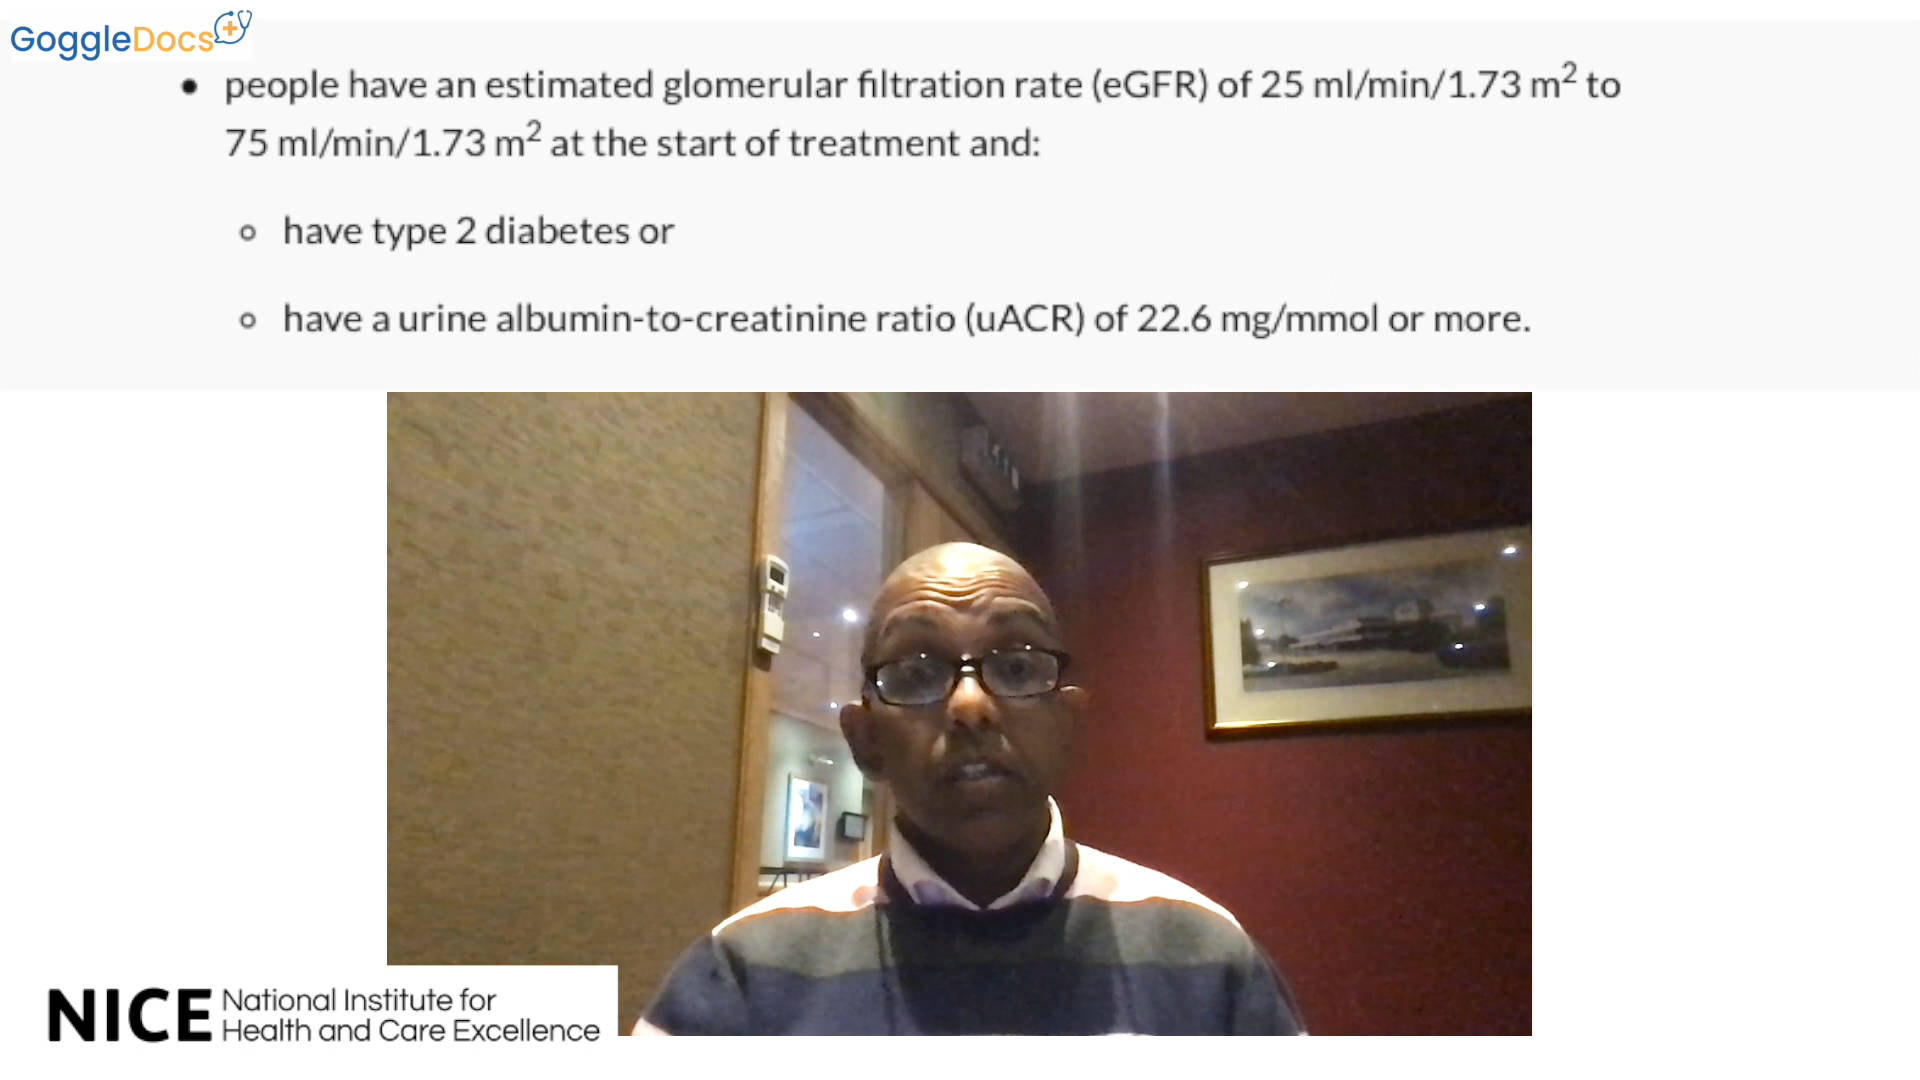 GoggleDocs
• people have an estimated glomerular filtration rate (eGFR) of 25 ml/min/1.73 m² to
75 ml/min/1.73 m² at the start of treatment and:
o have type 2 diabetes or
o have a urine albumin-to-creatinine ratio (uACR) of 22.6 mg/mmol or more.
NICE National Institute for
Health and Care Excellence